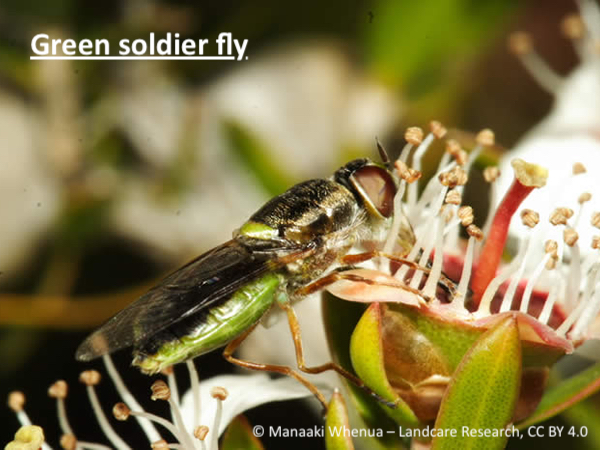 Green soldier fly
© Manaaki Whenua – Landcare Research, CC BY 4.0